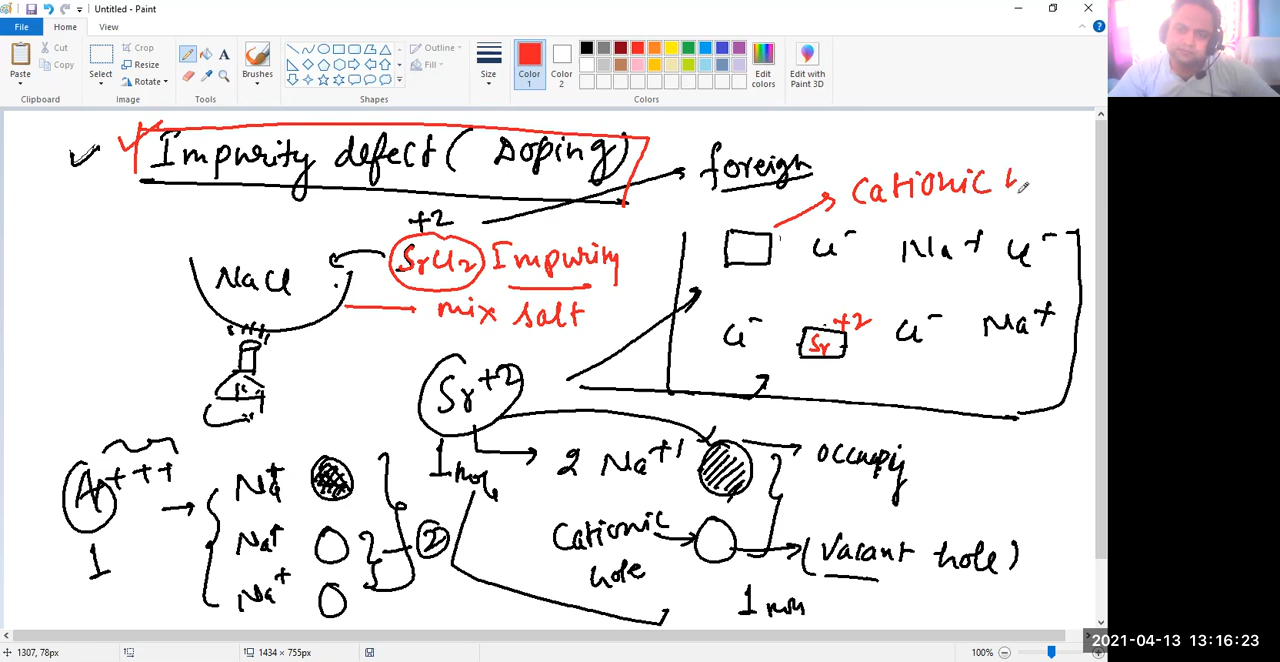 Untitled - Paint
File Home View
Paste
Cut
Copy
Clipboard
Select
Crop
Resize
Rotate
Image
A
Tools
Brushes
Outline
Fill
Shapes
Size
Color 1
Color 2
Edit colors
Colors
Edit with Paint 3D
Impurity defect ( Doping)
foreign
Cationic
+2
SrCl2 Impurity
NaCl
mix salt
Cl- Na+ Cl-
Cl- Sr+2 Cl- Na+
Sr+2
1 mole
2 Na+1
occupy
Cationic hole
(Vacant hole)
1 mole
A+++
1
Na+
Na+
Na+
2
1307, 78px
1434 × 755px
100%
2021-04-13 13:16:23